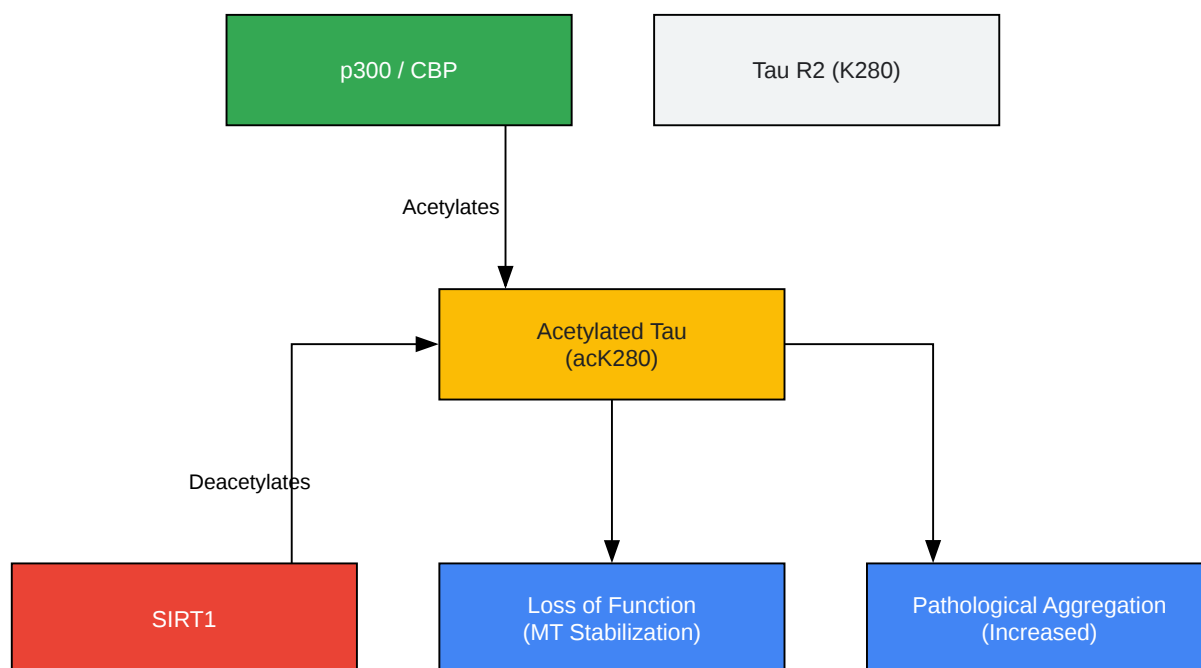 p300 / CBP
Tau R2 (K280)
Acetylates
Acetylated Tau
(acK280)
Deacetylates
SIRT1
Loss of Function
(MT Stabilization)
Pathological Aggregation
(Increased)